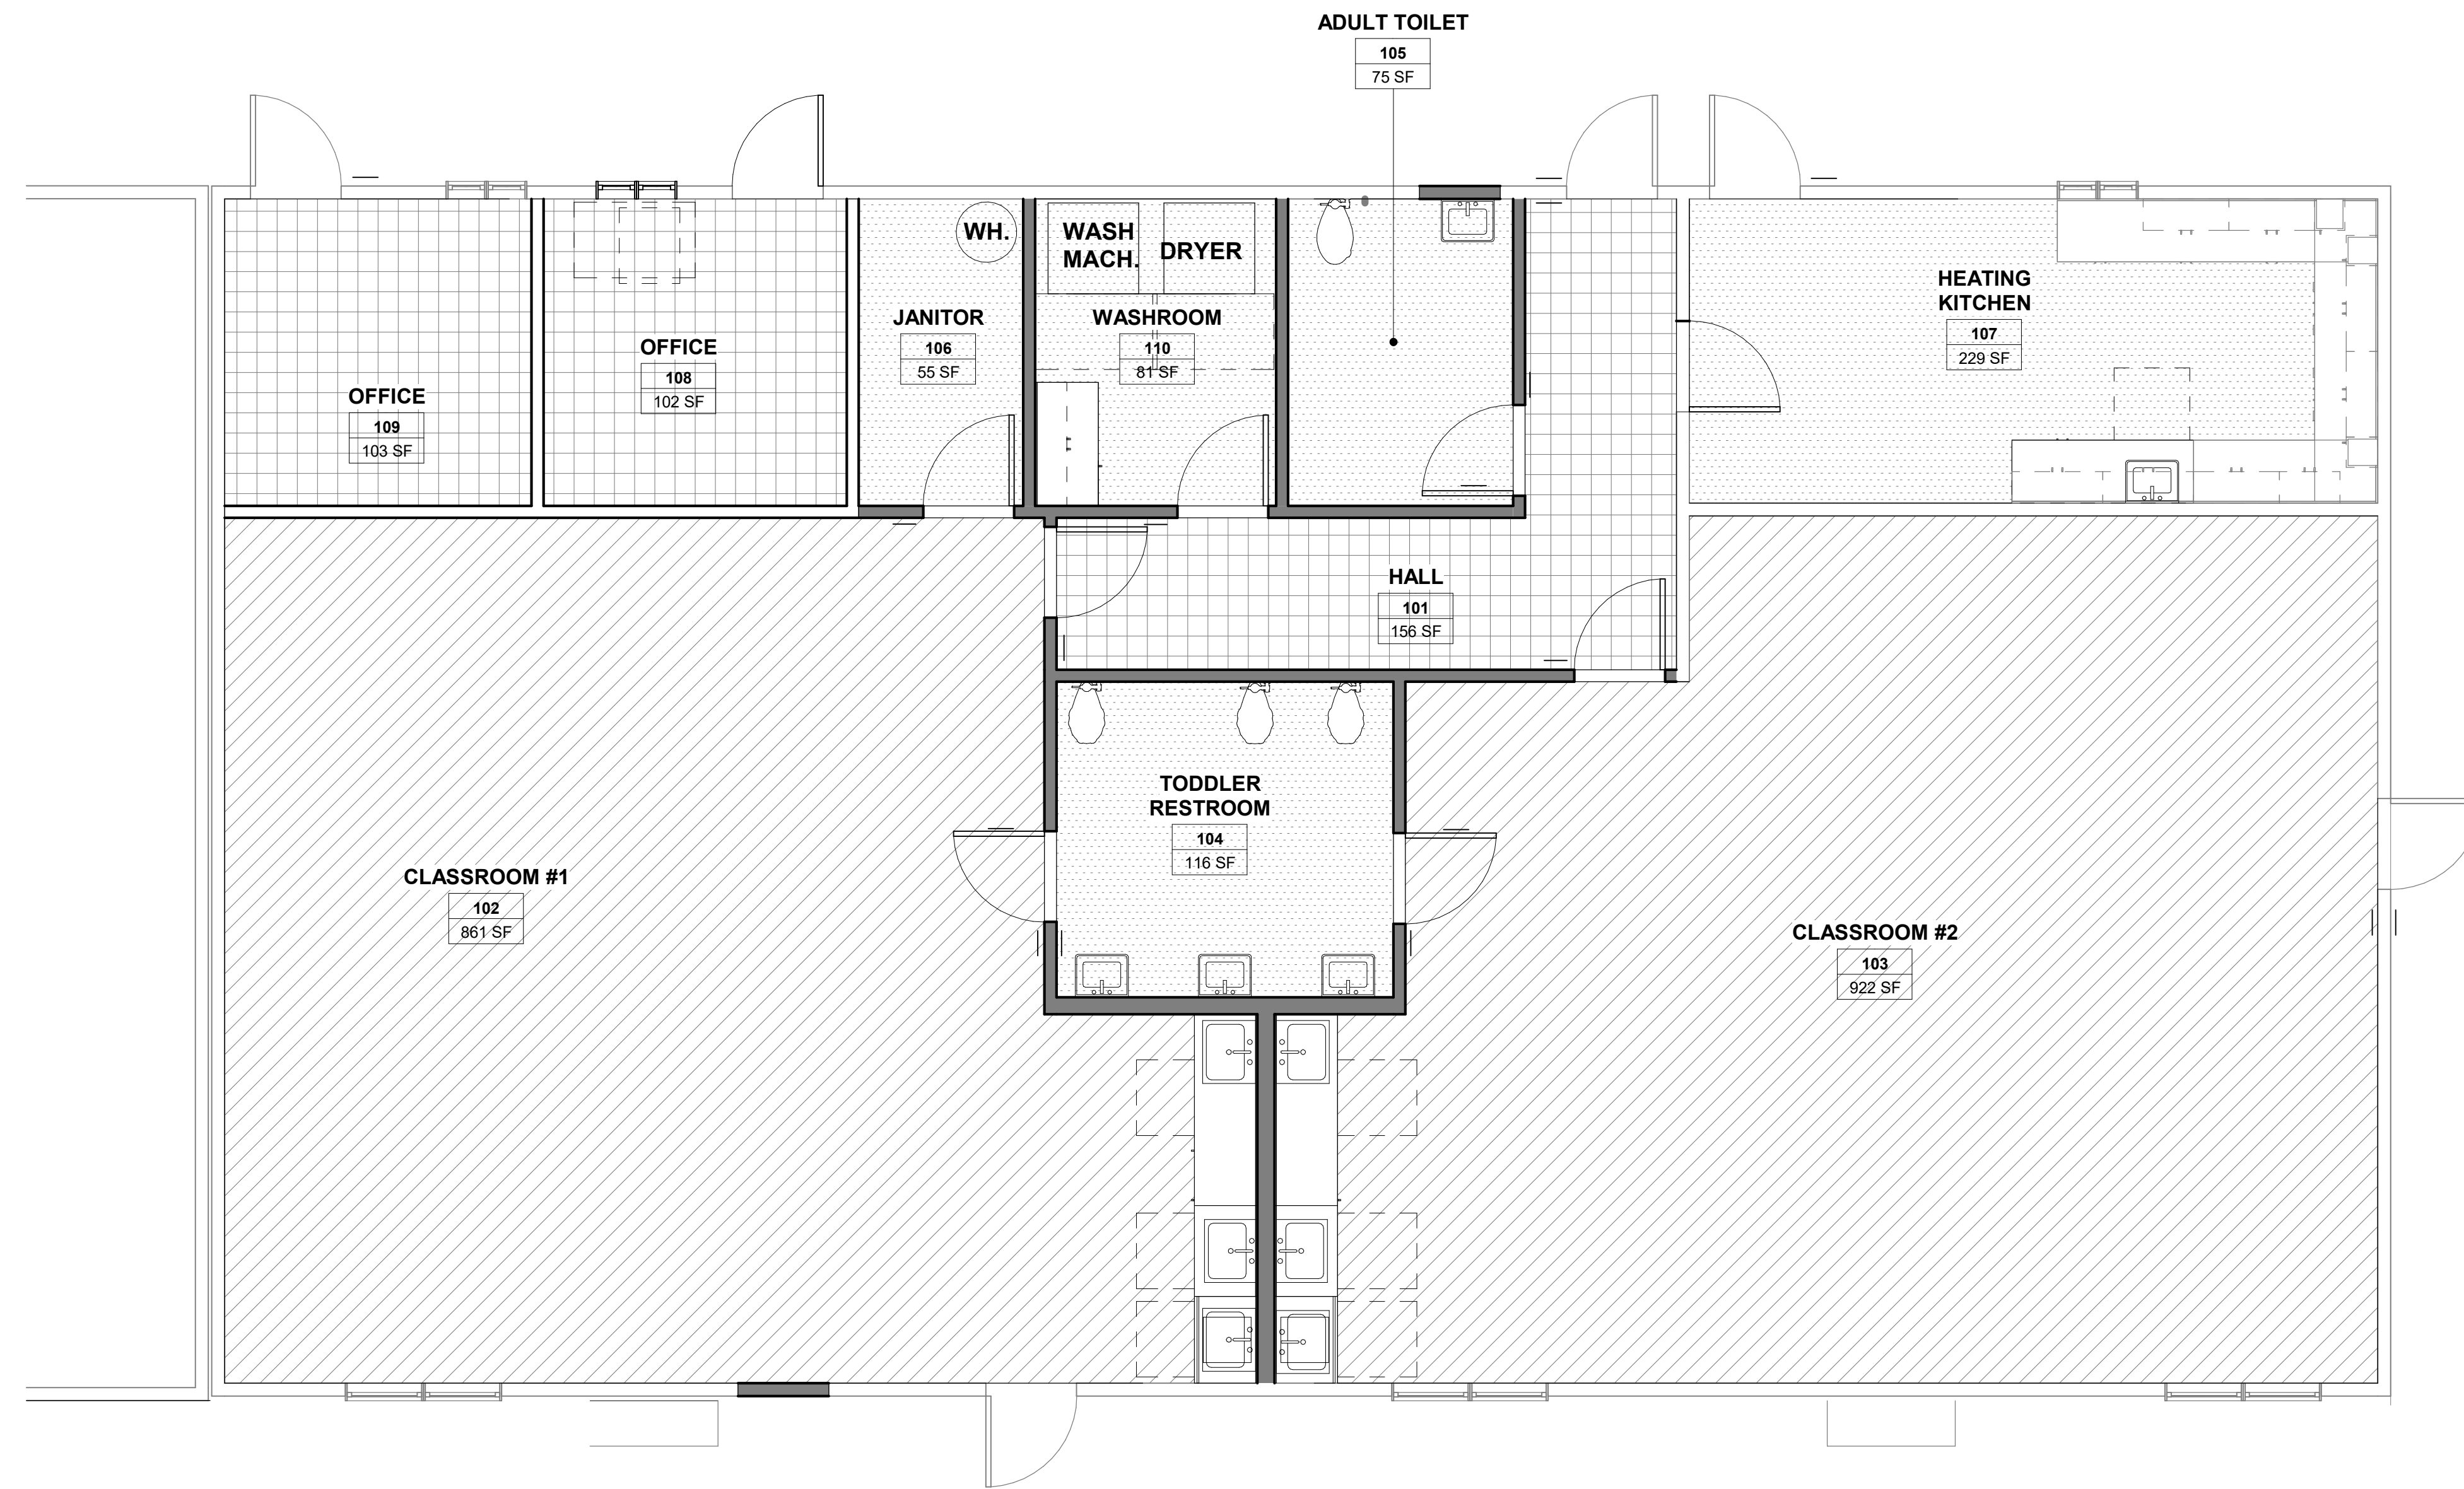 ADULT TOILET
105
75 SF
WH.
WASH
MACH.
DRYER
HEATING
KITCHEN
107
229 SF
JANITOR
106
55 SF
WASHROOM
110
81 SF
OFFICE
108
102 SF
OFFICE
109
103 SF
HALL
101
156 SF
TODDLER
RESTROOM
104
116 SF
CLASSROOM #1
102
861 SF
CLASSROOM #2
103
922 SF